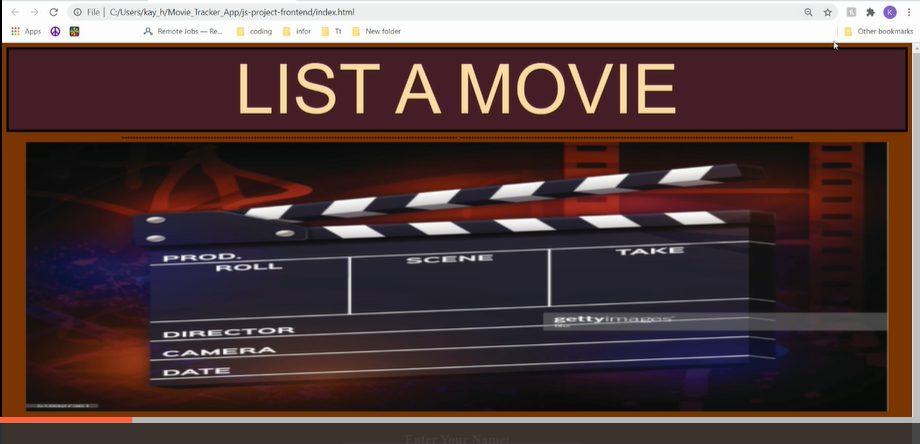 File | C:/Users/kay_h/Movie_Tracker_App/js-project-frontend/index.html
K
Apps
Remote Jobs — Re...
coding
infor
Tt
New folder
Other bookmarks
LIST A MOVIE
PROD.
ROLL
SCENE
TAKE
gettyimages
DIRECTOR
CAMERA
DATE
Enter Your Name: